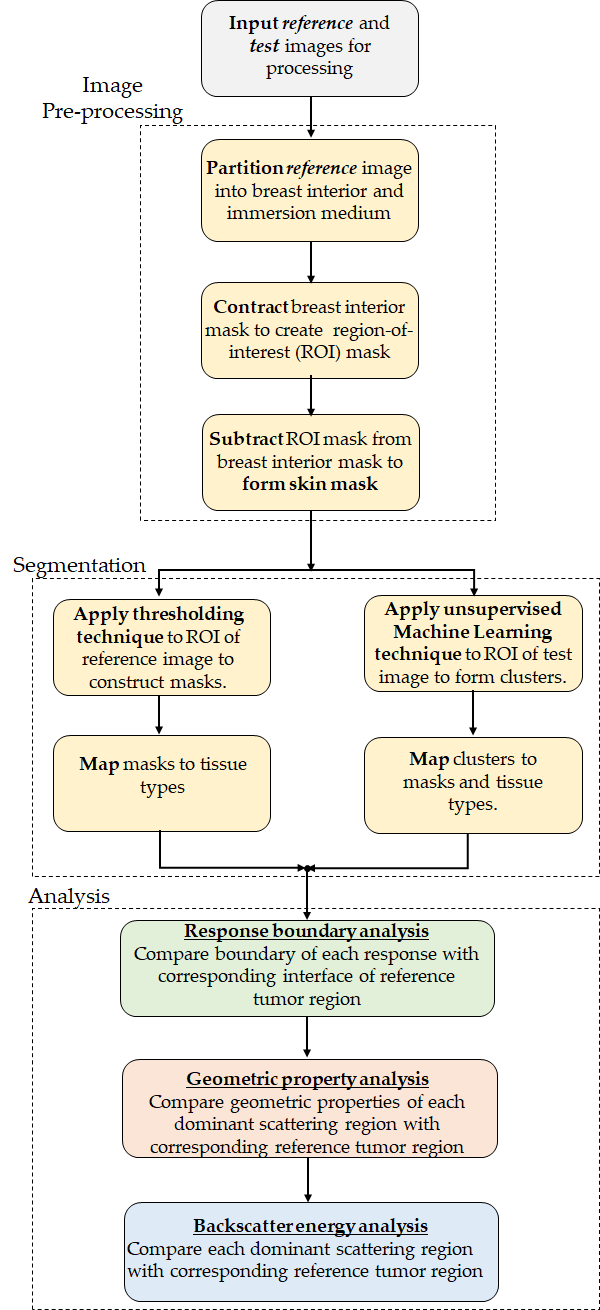 Input reference and
test images for
processing
Image
Pre-processing
Partition reference image
into breast interior and
immersion medium
Contract breast interior
mask to create region-of-
interest (ROI) mask
Subtract ROI mask from
breast interior mask to
form skin mask
Segmentation
Apply thresholding
technique to ROI of
reference image to
construct masks.
Apply unsupervised
Machine Learning
technique to ROI of test
image to form clusters.
Map masks to tissue
types
Map clusters to
masks and tissue
types.
Analysis
Response boundary analysis
Compare boundary of each response with
corresponding interface of reference
tumor region
Geometric property analysis
Compare geometric properties of each
dominant scattering region with
corresponding reference tumor region
Backscatter energy analysis
Compare each dominant scattering region
with corresponding reference tumor region